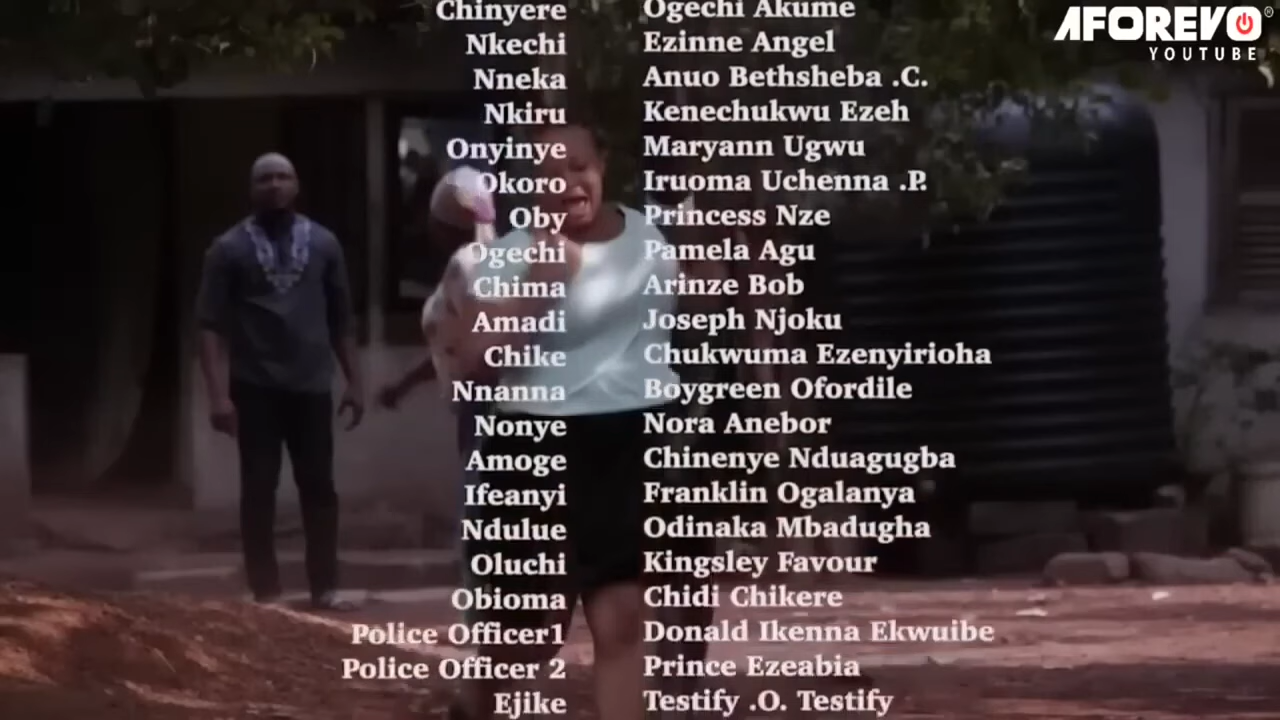 AFOREVO
YOUTUBE
Chinyere Ogechi Akume
Nkechi Ezinne Angel
Nneka Anuo Bethsheba .C.
Nkiru Kenechukwu Ezeh
Onyinye Maryann Ugwu
Okoro Iruoma Uchenna .P.
Oby Princess Nze
Ogechi Pamela Agu
Chima Arinze Bob
Amadi Joseph Njoku
Chike Chukwuma Ezenyirioha
Nnanna Boygreen Ofordile
Nonye Nora Anebor
Amoge Chinenye Nduagugba
Ifeanyi Franklin Ogalanya
Ndulue Odinaka Mbadugha
Oluchi Kingsley Favour
Obioma Chidi Chikere
Police Officer1 Donald Ikenna Ekwuibe
Police Officer 2 Prince Ezeabia
Ejike Testify .O. Testify